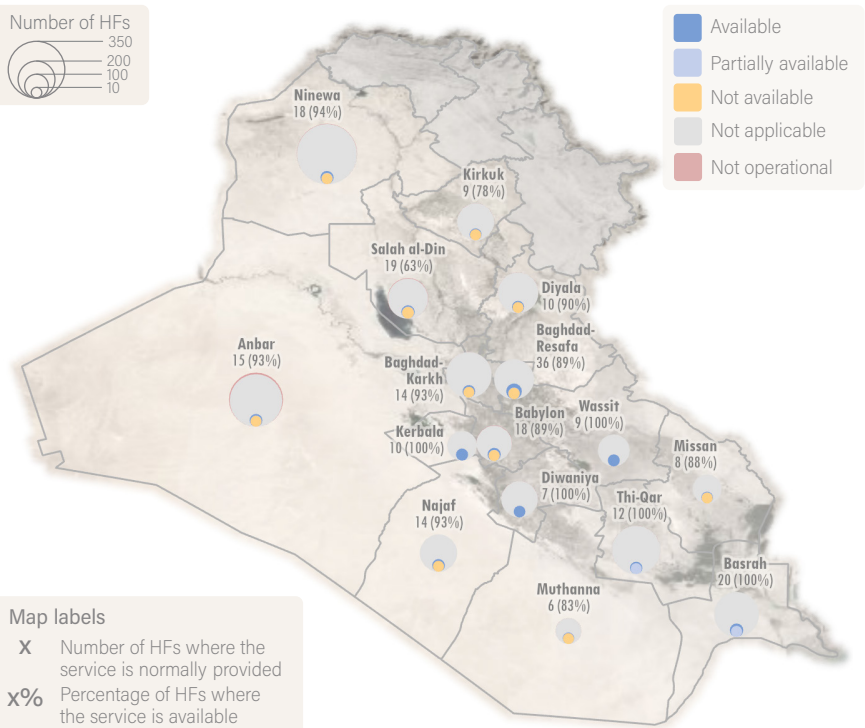 Number of HFs
350
200
100
10
Available
Partially available
Not available
Not applicable
Not operational
Ninewa
18 (94%)
Kirkuk
9 (78%)
Salah al-Din
19 (63%)
Diyala
10 (90%)
Baghdad-
Resafa
36 (89%)
Anbar
15 (93%)
Baghdad-
Karkh
14 (93%)
Babylon
18 (89%)
Wassit
9 (100%)
Kerbala
10 (100%)
Missan
8 (88%)
Diwaniya
7 (100%)
Thi-Qar
12 (100%)
Najaf
14 (93%)
Basrah
20 (100%)
Muthanna
6 (83%)
Map labels
x Number of HFs where the
service is normally provided
x% Percentage of HFs where
the service is available